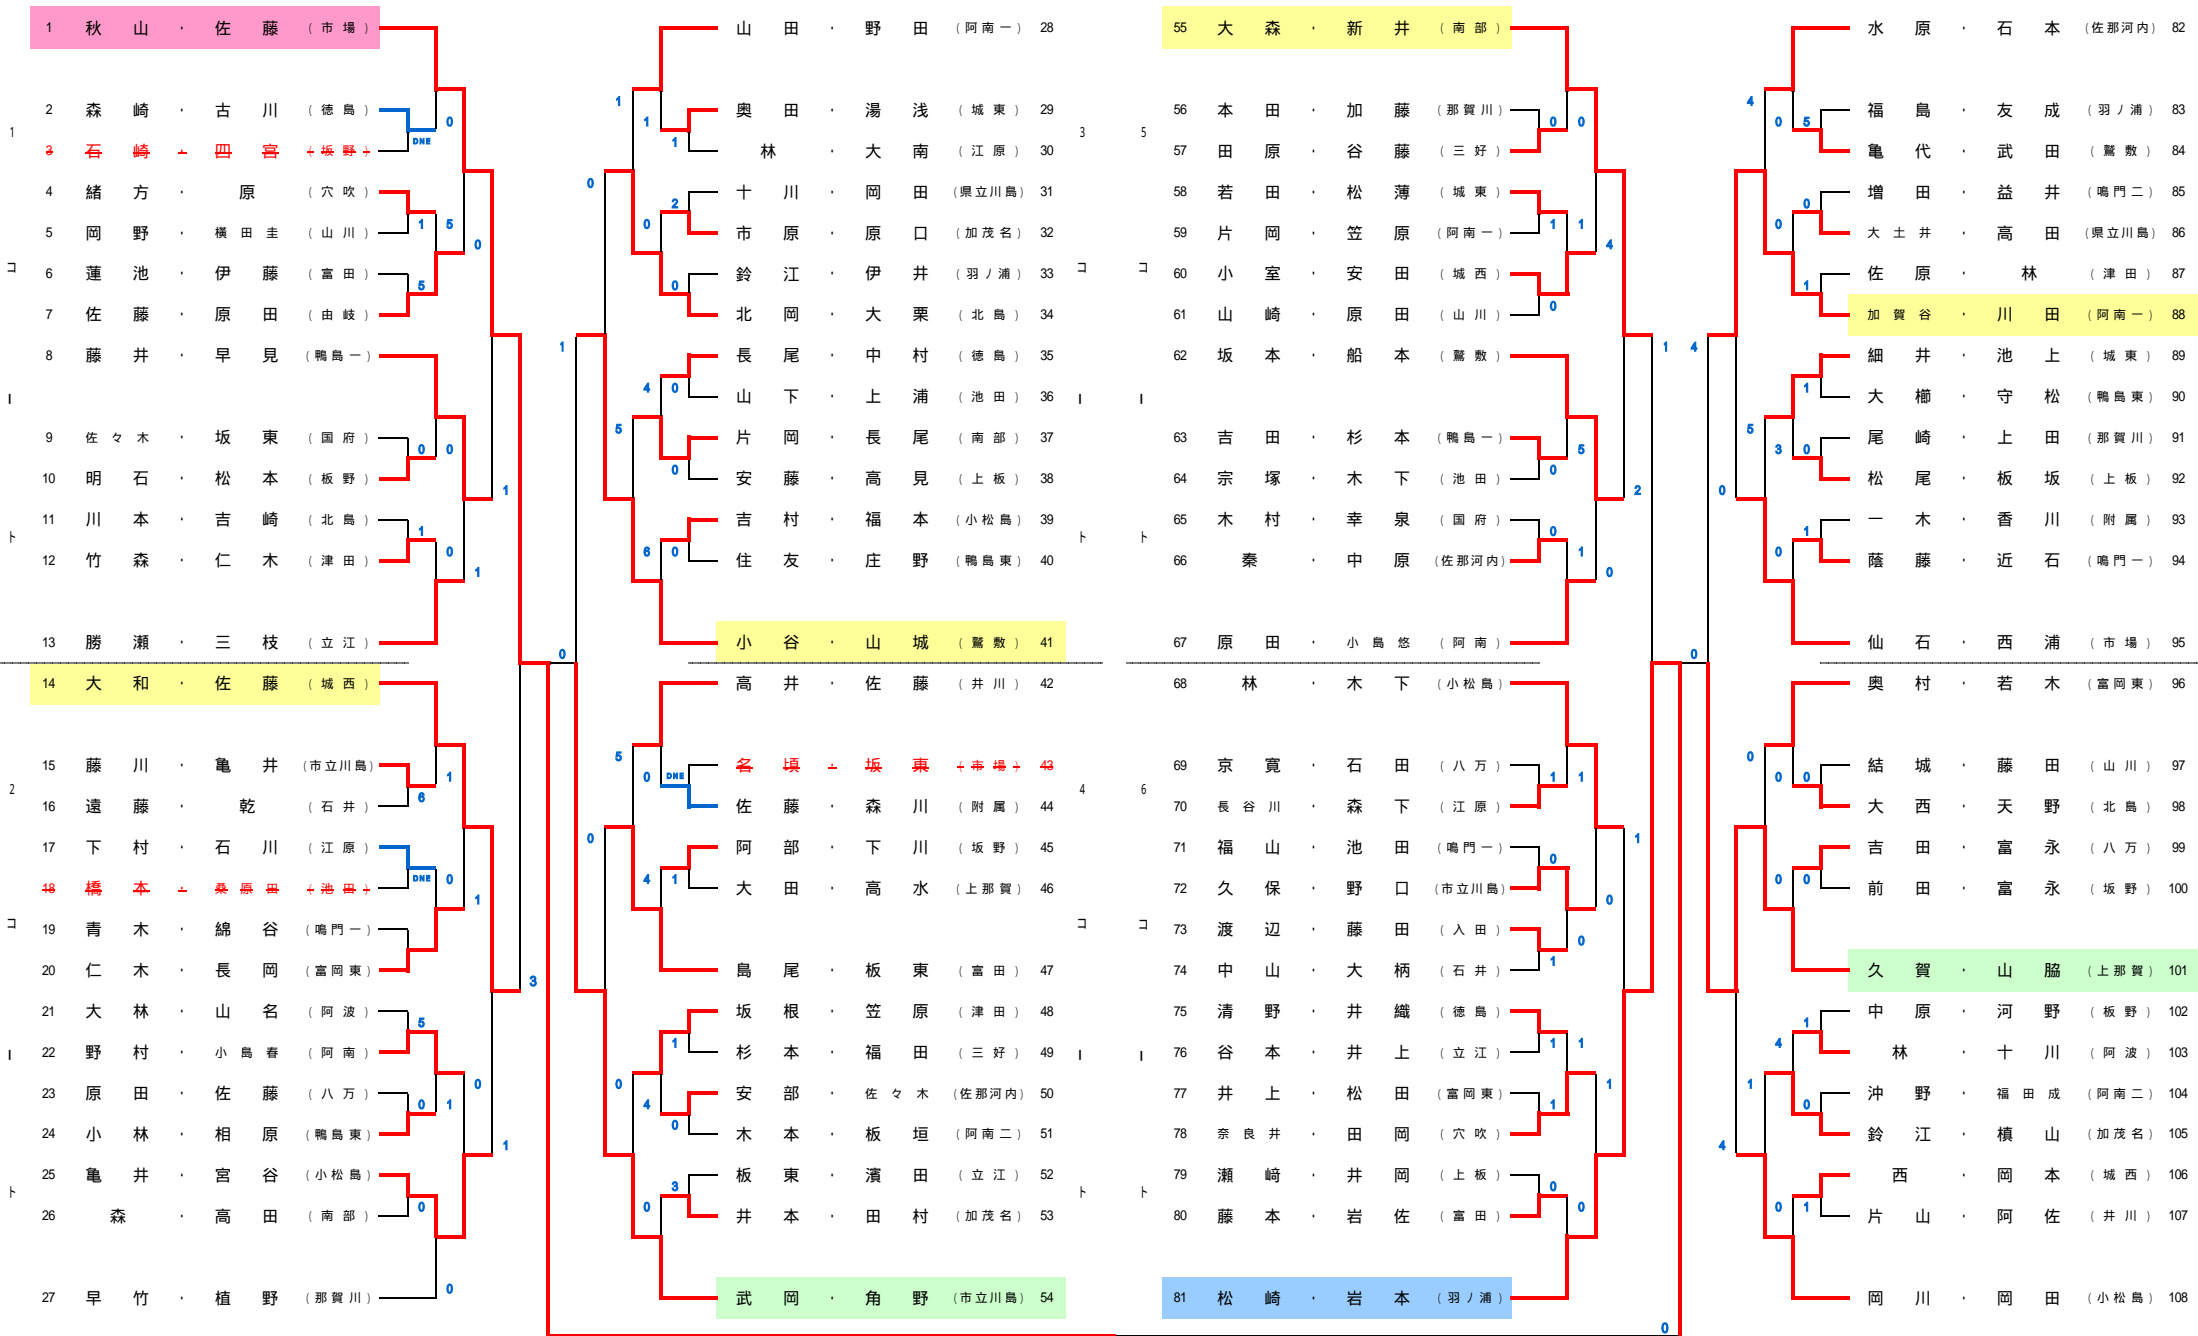 1 秋山・佐藤 (市場)
2 森崎・古川 (徳島)
3 石崎・四宮 (坂野)
4 緒方・原 (穴吹)
5 岡野・横田圭 (山川)
6 蓮池・伊藤 (富田)
7 佐藤・原田 (由岐)
8 藤井・早見 (鴨島一)
9 佐々木・坂東 (国府)
10 明石・松本 (板野)
11 川本・吉崎 (北島)
12 竹森・仁木 (津田)
13 勝瀬・三枝 (立江)
14 大和・佐藤 (城西)
15 藤川・亀井 (市立川島)
16 遠藤・乾 (石井)
17 下村・石川 (江原)
18 橋本・桑原田 (池田)
19 青木・綿谷 (鳴門一)
20 仁木・長岡 (富岡東)
21 大林・山名 (阿波)
22 野村・小島春 (阿南)
23 原田・佐藤 (八万)
24 小林・相原 (鴨島東)
25 亀井・宮谷 (小松島)
26 森・高田 (南部)
27 早竹・植野 (那賀川)
1コート
2コート
DNE
DNE
山田・野田 (阿南一) 28
奥田・湯浅 (城東) 29
林・大南 (江原) 30
十川・岡田 (県立川島) 31
市原・原口 (加茂名) 32
鈴江・伊井 (羽ノ浦) 33
北岡・大栗 (北島) 34
長尾・中村 (徳島) 35
山下・上浦 (池田) 36
片岡・長尾 (南部) 37
安藤・高見 (上板) 38
吉村・福本 (小松島) 39
住友・庄野 (鴨島東) 40
小谷・山城 (鷲敷) 41
高井・佐藤 (井川) 42
名頃・坂東 (市場) 43
佐藤・森川 (附属) 44
阿部・下川 (坂野) 45
大田・高水 (上那賀) 46
島尾・板東 (富田) 47
坂根・笠原 (津田) 48
杉本・福田 (三好) 49
安部・佐々木 (佐那河内) 50
木本・板垣 (阿南二) 51
板東・濱田 (立江) 52
井本・田村 (加茂名) 53
武岡・角野 (市立川島) 54
3コート
4コート
DNE
55 大森・新井 (南部)
56 本田・加藤 (那賀川)
57 田原・谷藤 (三好)
58 若田・松薄 (城東)
59 片岡・笠原 (阿南一)
60 小室・安田 (城西)
61 山崎・原田 (山川)
62 坂本・船本 (鷲敷)
63 吉田・杉本 (鴨島一)
64 宗塚・木下 (池田)
65 木村・幸泉 (国府)
66 秦・中原 (佐那河内)
67 原田・小島悠 (阿南)
68 林・木下 (小松島)
69 京寛・石田 (八万)
70 長谷川・森下 (江原)
71 福山・池田 (鳴門一)
72 久保・野口 (市立川島)
73 渡辺・藤田 (入田)
74 中山・大柄 (石井)
75 清野・井織 (徳島)
76 谷本・井上 (立江)
77 井上・松田 (富岡東)
78 奈良井・田岡 (穴吹)
79 瀬﨑・井岡 (上板)
80 藤本・岩佐 (富田)
81 松崎・岩本 (羽ノ浦)
5コート
6コート
水原・石本 (佐那河内) 82
福島・友成 (羽ノ浦) 83
亀代・武田 (鷲敷) 84
増田・益井 (鳴門二) 85
大土井・高田 (県立川島) 86
佐原・林 (津田) 87
加賀谷・川田 (阿南一) 88
細井・池上 (城東) 89
大櫛・守松 (鴨島東) 90
尾崎・上田 (那賀川) 91
松尾・板坂 (上板) 92
一木・香川 (附属) 93
蔭藤・近石 (鳴門一) 94
仙石・西浦 (市場) 95
奥村・若木 (富岡東) 96
結城・藤田 (山川) 97
大西・天野 (北島) 98
吉田・富永 (八万) 99
前田・富永 (坂野) 100
久賀・山脇 (上那賀) 101
中原・河野 (板野) 102
林・十川 (阿波) 103
沖野・福田成 (阿南二) 104
鈴江・槙山 (加茂名) 105
西・岡本 (城西) 106
片山・阿佐 (井川) 107
岡川・岡田 (小松島) 108